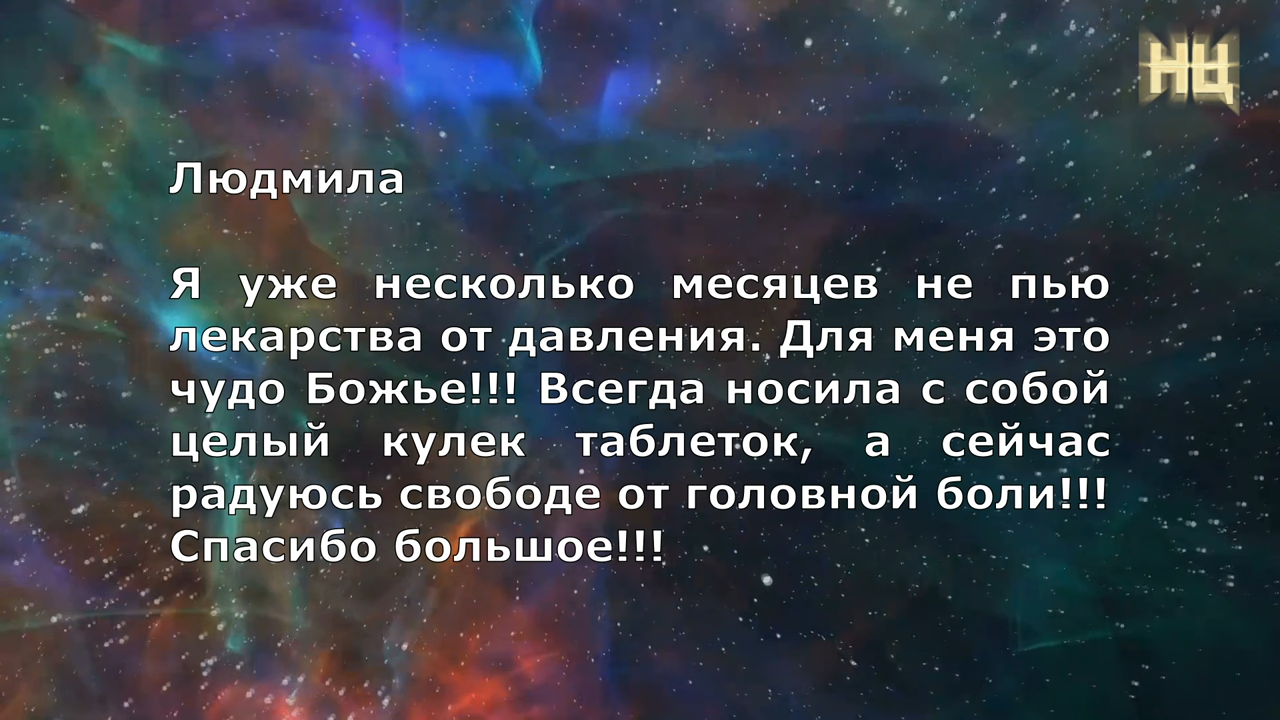 НЦ
Людмила
Я уже несколько месяцев не пью
лекарства от давления. Для меня это
чудо Божье!!! Всегда носила с собой
целый кулек таблеток, а сейчас
радуюсь свободе от головной боли!!!
Спасибо большое!!!